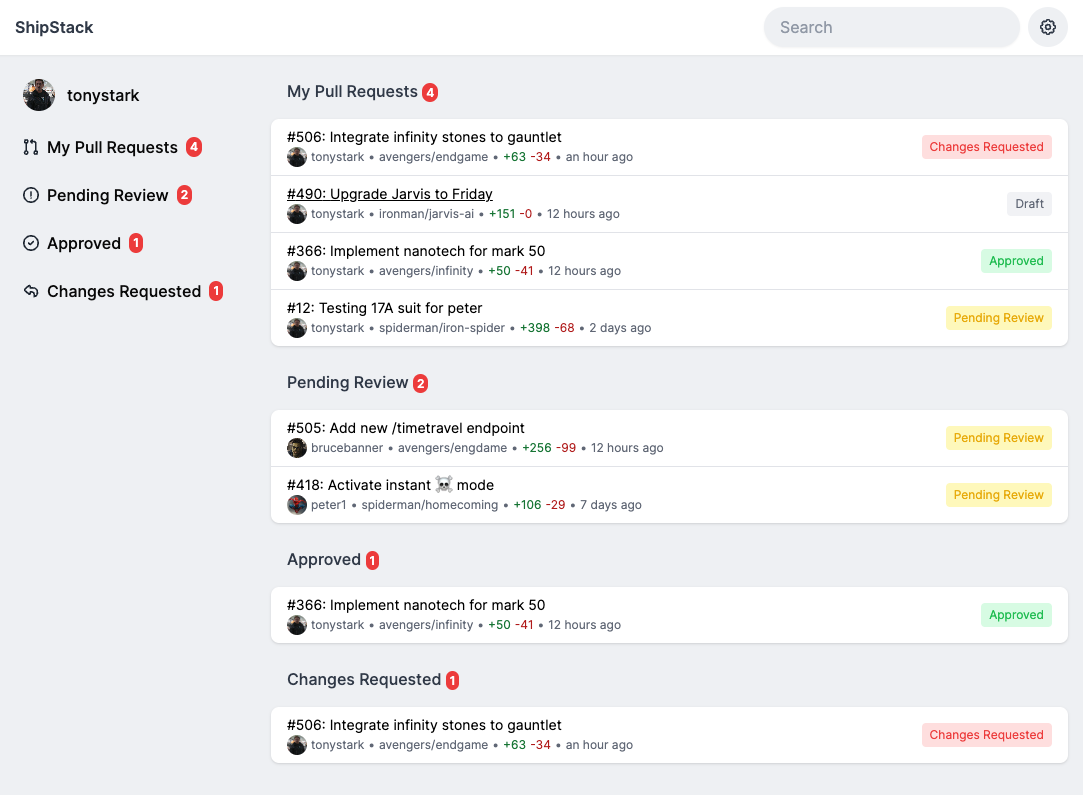 ShipStack
Search
tonystark
My Pull Requests 4
Pending Review 2
Approved 1
Changes Requested 1
My Pull Requests 4
#506: Integrate infinity stones to gauntlet
tonystark • avengers/endgame • +63 -34 • an hour ago
Changes Requested
#490: Upgrade Jarvis to Friday
tonystark • ironman/jarvis-ai • +151 -0 • 12 hours ago
Draft
#366: Implement nanotech for mark 50
tonystark • avengers/infinity • +50 -41 • 12 hours ago
Approved
#12: Testing 17A suit for peter
tonystark • spiderman/iron-spider • +398 -68 • 2 days ago
Pending Review
Pending Review 2
#505: Add new /timetravel endpoint
brucebanner • avengers/engdame • +256 -99 • 12 hours ago
Pending Review
#418: Activate instant ☠️ mode
peter1 • spiderman/homecoming • +106 -29 • 7 days ago
Pending Review
Approved 1
#366: Implement nanotech for mark 50
tonystark • avengers/infinity • +50 -41 • 12 hours ago
Approved
Changes Requested 1
#506: Integrate infinity stones to gauntlet
tonystark • avengers/endgame • +63 -34 • an hour ago
Changes Requested